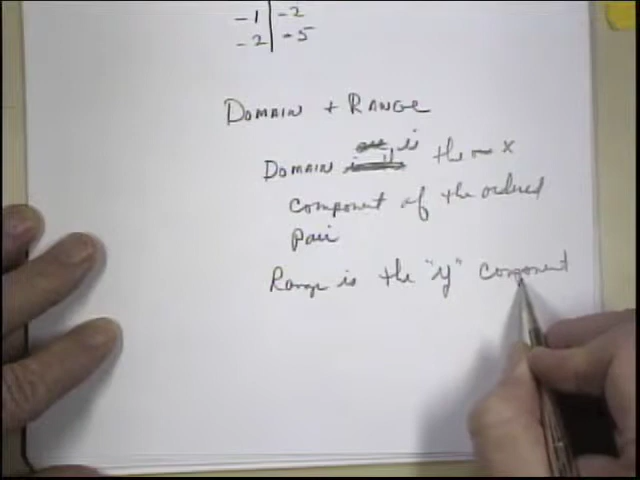 -1 | -2
-2 | -5
DOMAIN + RANGE
DOMAIN is the x
component of the ordered
pair
Range is the "y" component